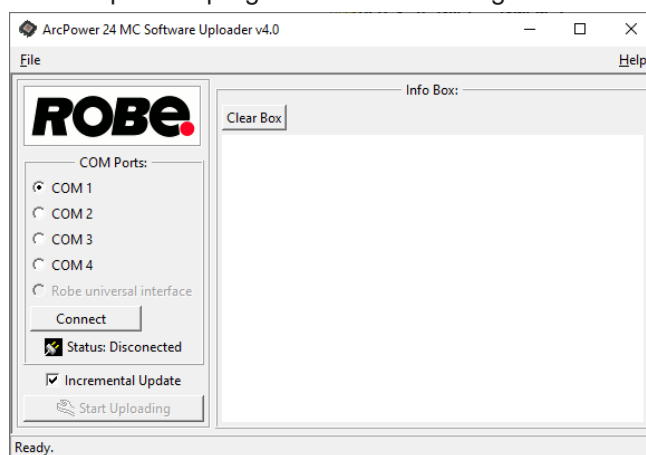 ArcPower 24 MC Software Uploader v4.0
File
Help
ROBE.
Info Box:
Clear Box
COM Ports:
COM 1
COM 2
COM 3
COM 4
Robe universal interface
Connect
Status: Disconected
Incremental Update
Start Uploading
Ready.